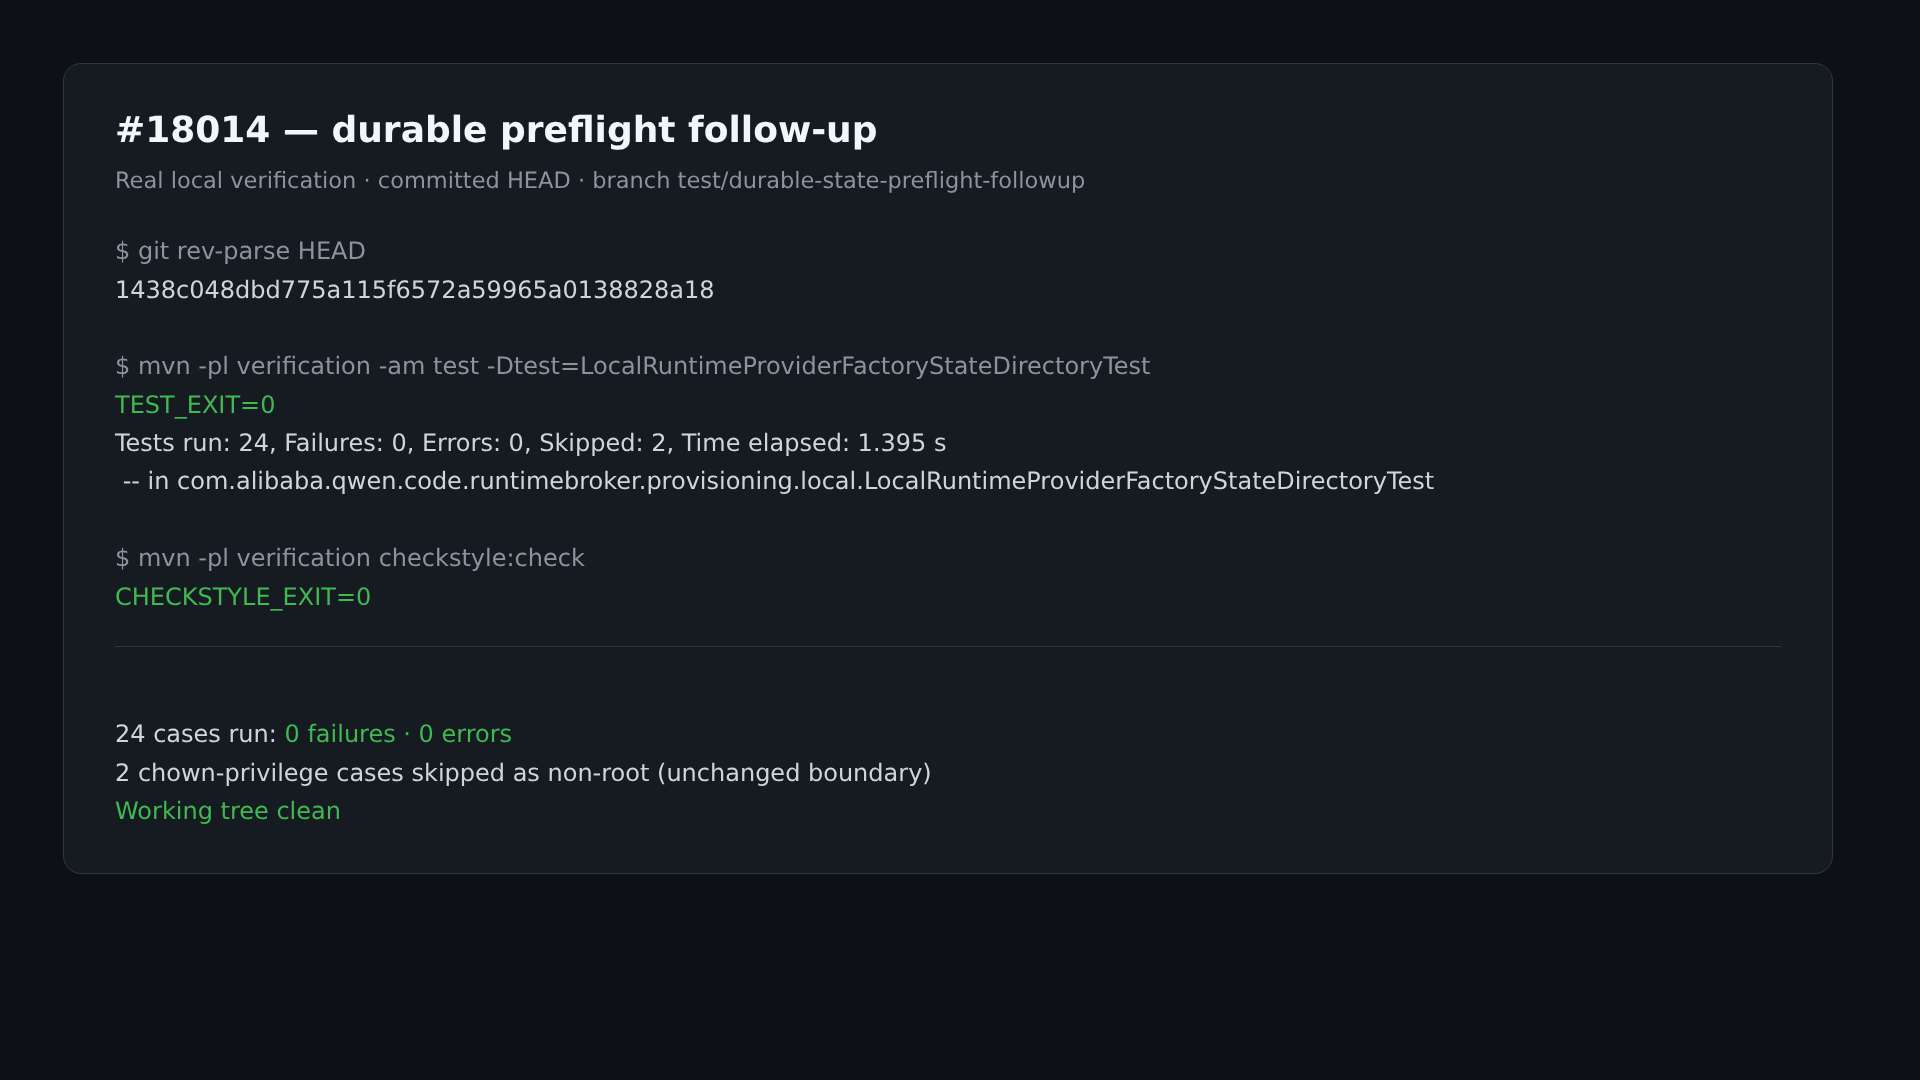 #18014 — durable preflight follow-up
Real local verification · committed HEAD · branch test/durable-state-preflight-followup
$ git rev-parse HEAD
1438c048dbd775a115f6572a59965a0138828a18
$ mvn -pl verification -am test -Dtest=LocalRuntimeProviderFactoryStateDirectoryTest
TEST_EXIT=0
Tests run: 24, Failures: 0, Errors: 0, Skipped: 2, Time elapsed: 1.395 s
-- in com.alibaba.qwen.code.runtimebroker.provisioning.local.LocalRuntimeProviderFactoryStateDirectoryTest
$ mvn -pl verification checkstyle:check
CHECKSTYLE_EXIT=0
24 cases run: 0 failures · 0 errors
2 chown-privilege cases skipped as non-root (unchanged boundary)
Working tree clean